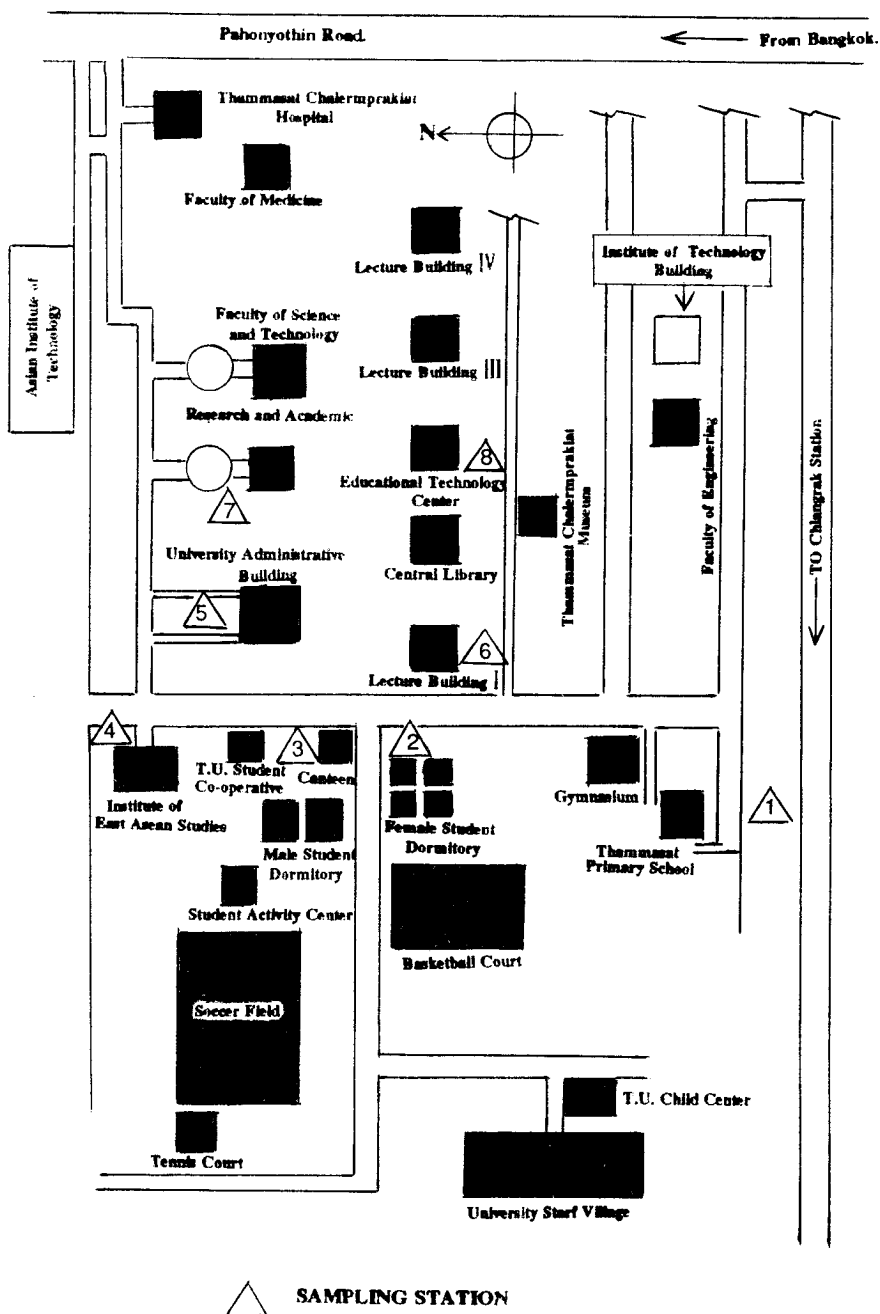 Pahonyothin Road.
From Bangkok.
Thammasat Chalermprakiat
Hospital
N
Faculty of Medicine
Lecture Building IV
Institute of Technology
Building
Asian Institute of
Technology
Faculty of Science
and Technology
Lecture Building III
Research and Academic
8
Educational Technology
Center
7
Thammasat Chalermprakiat
Museum
Faculty of Enginering
TO Chiangrak Station
University Administrative
Building
Central Library
5
6
Lecture Building I
4
3
2
T.U. Student
Co-operative
Canteen
Gymnasium
1
Institute of
East Asean Studies
Male Student
Dormitory
Female Student
Dormitory
Thammasat
Primary School
Student Activity Center
Basketball Court
Soccer Field
T.U. Child Center
Tennis Court
University Starf Village
SAMPLING STATION